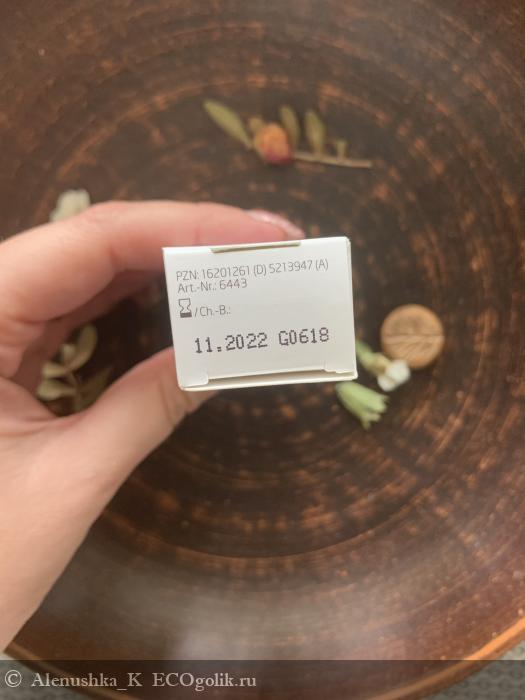 PZN: 16201261 (D) 5213947 (A)
Art.-Nr.: 6443
/Ch.-B.:
11.2022 G0618
© Alenushka_K ECOgolik.ru